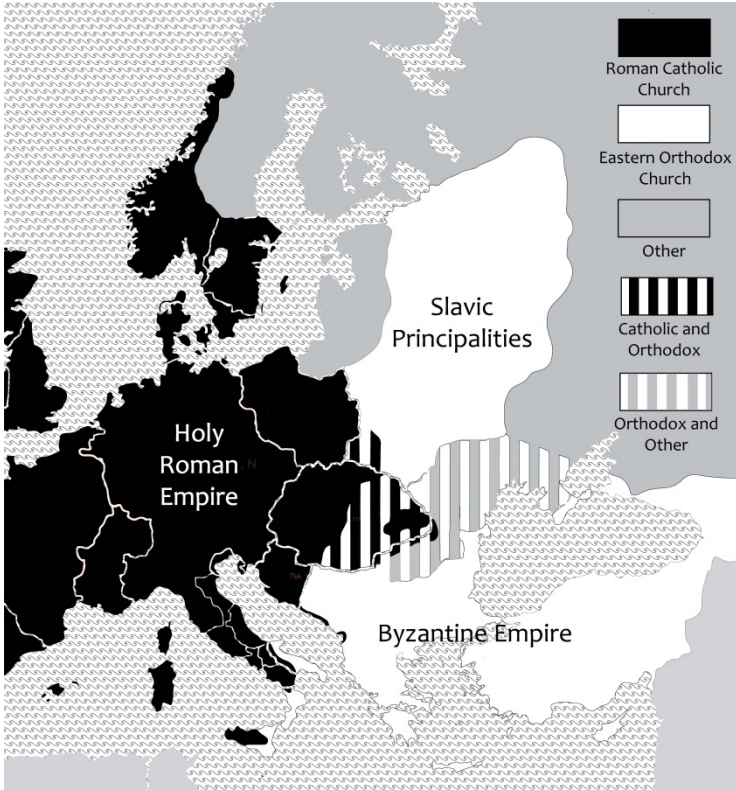 Roman Catholic
Church
Eastern Orthodox
Church
Other
Catholic and
Orthodox
Orthodox and
Other
Slavic
Principalities
Holy
Roman
Empire
Byzantine Empire